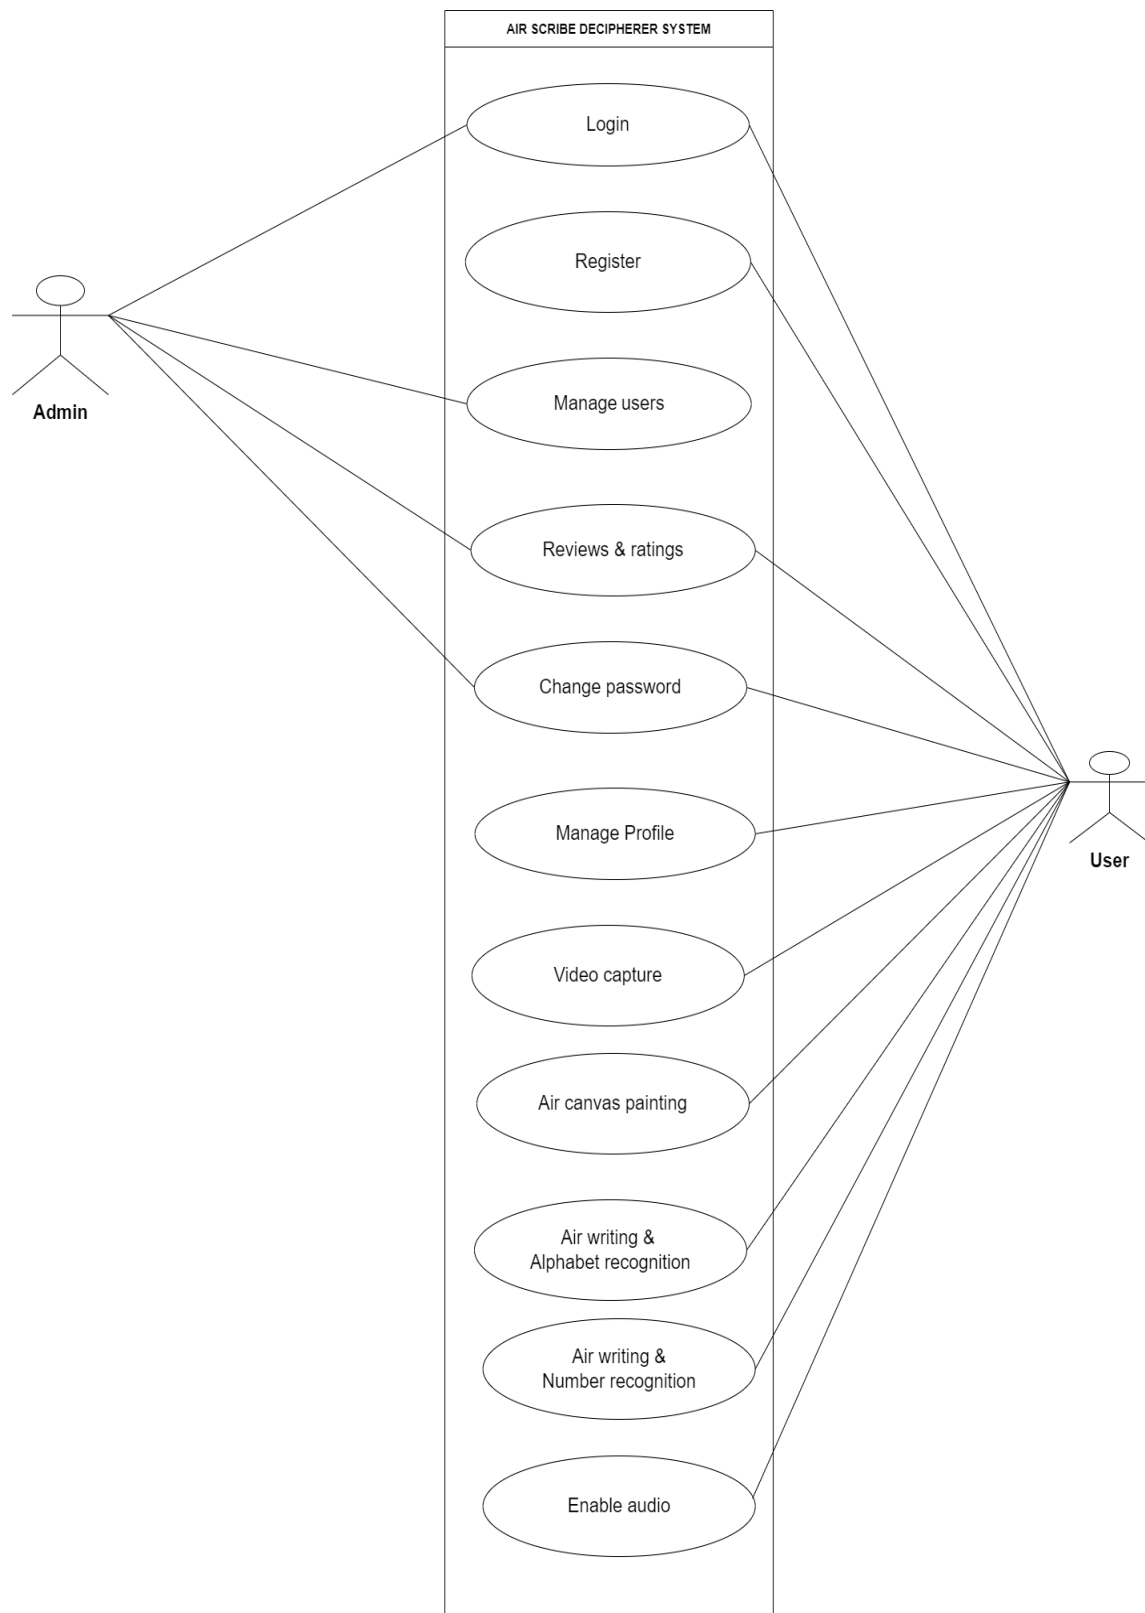 AIR SCRIBE DECIPHERER SYSTEM
Login
Register
Admin
Manage users
Reviews & ratings
Change password
Manage Profile
User
Video capture
Air canvas painting
Air writing &
Alphabet recognition
Air writing &
Number recognition
Enable audio